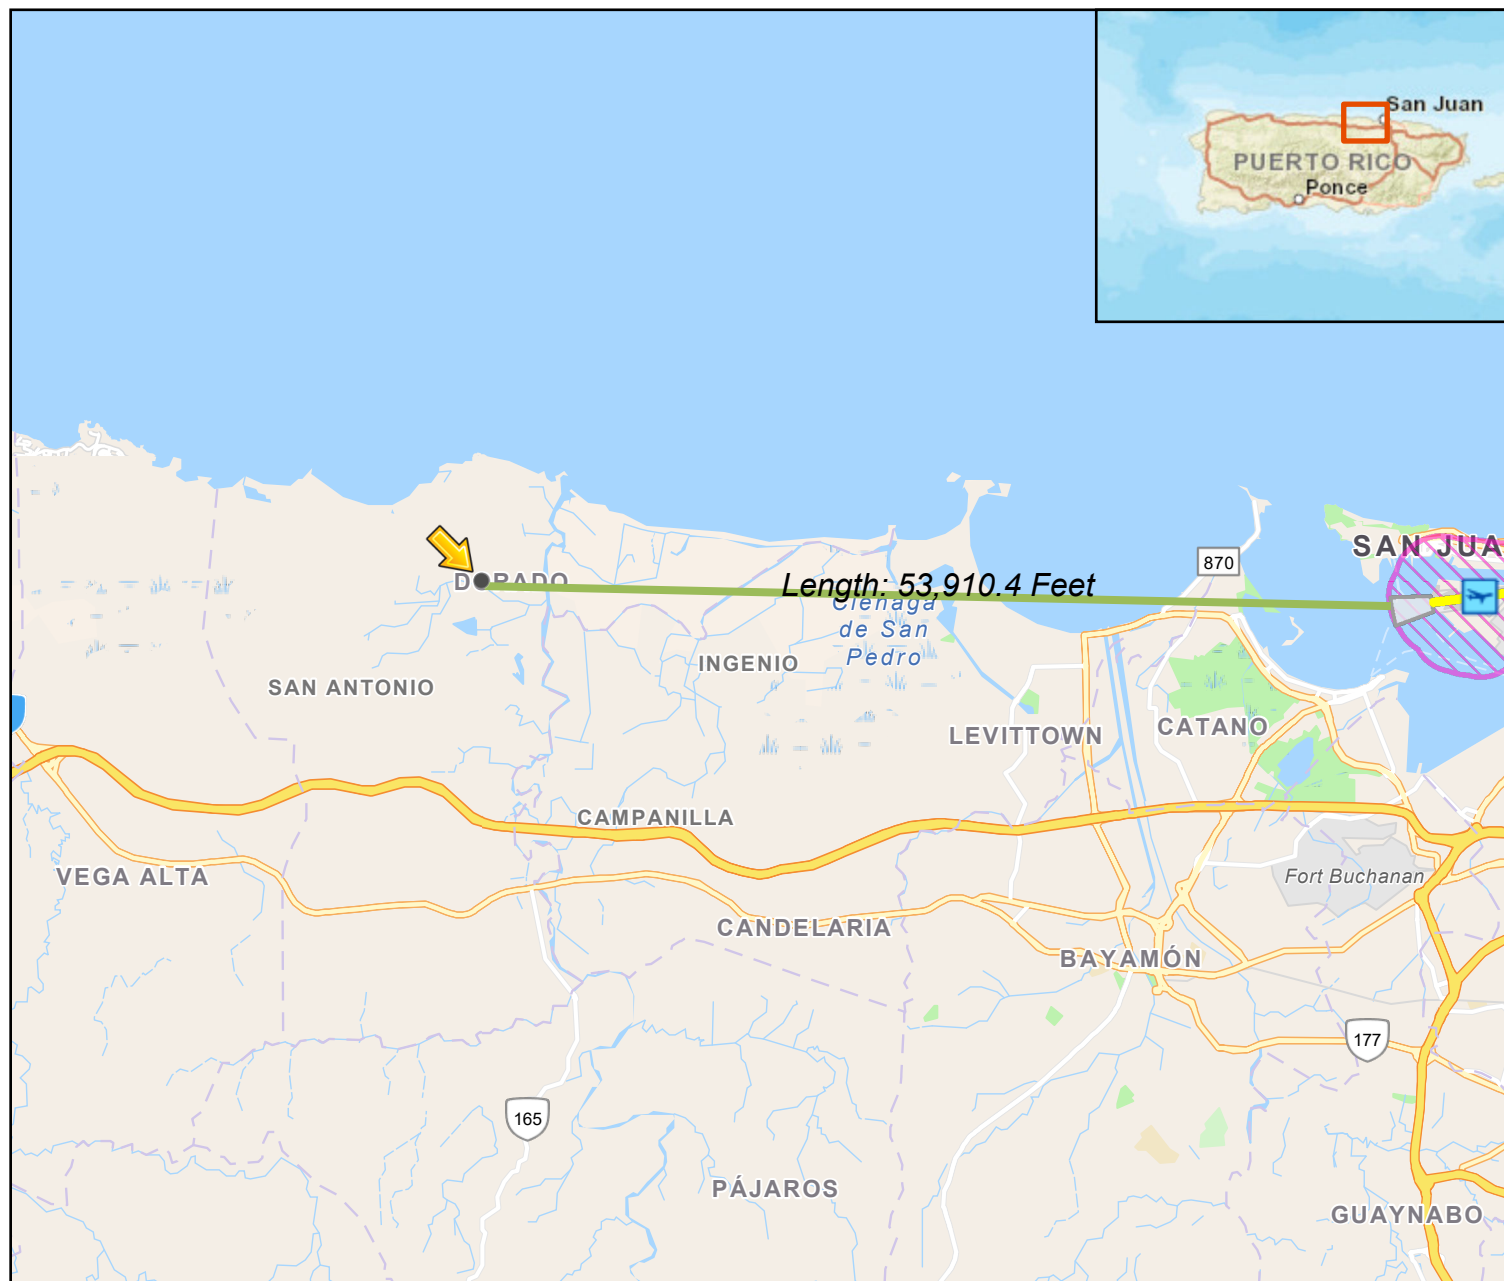 San Juan
PUERTO RICO
Ponce
870
SAN JUA
DORADO
Length: 53,910.4 Feet
Ciénaga
de San
Pedro
INGENIO
SAN ANTONIO
LEVITTOWN
CATANO
CAMPANILLA
VEGA ALTA
Fort Buchanan
CANDELARIA
BAYAMÓN
177
165
PÁJAROS
GUAYNABO